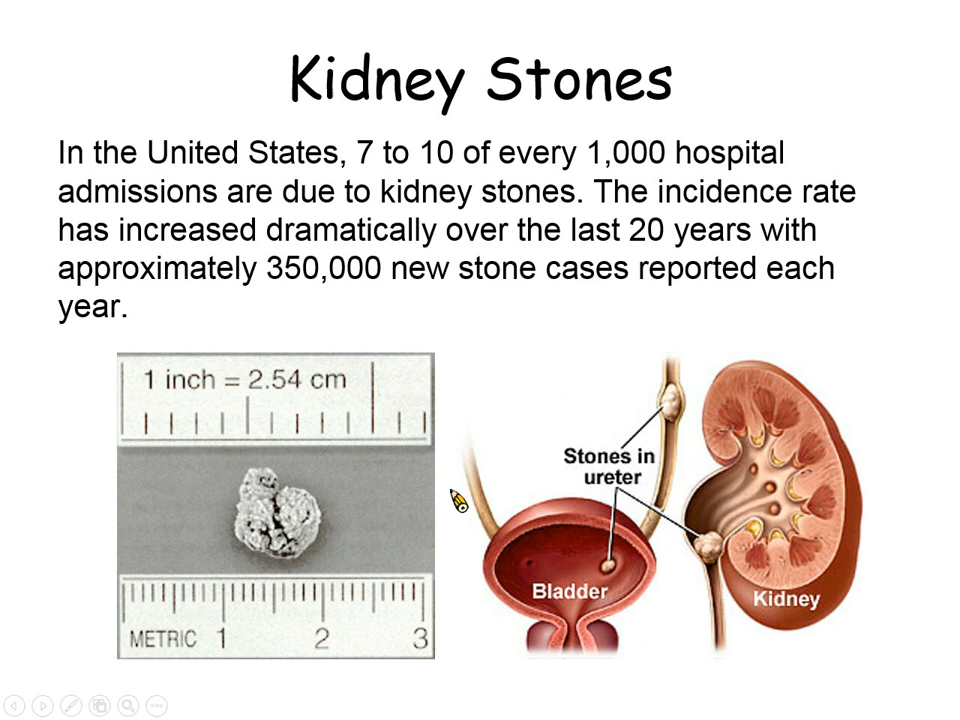 Kidney Stones
In the United States, 7 to 10 of every 1,000 hospital
admissions are due to kidney stones. The incidence rate
has increased dramatically over the last 20 years with
approximately 350,000 new stone cases reported each
year.
1 inch = 2.54 cm
METRIC 1 2 3
Stones in
ureter
Bladder
Kidney